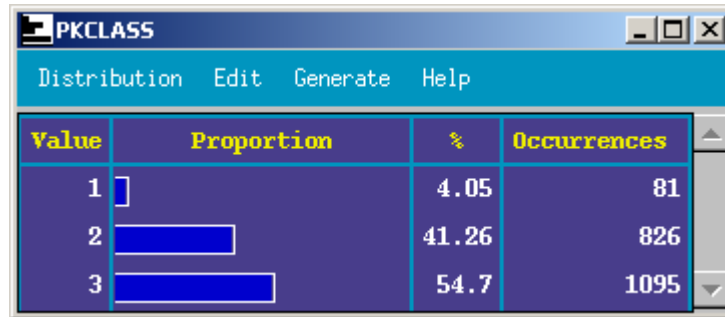 PKCLASS
Distribution Edit Generate Help
Value Proportion % Occurrences
1 4.05 81
2 41.26 826
3 54.7 1095